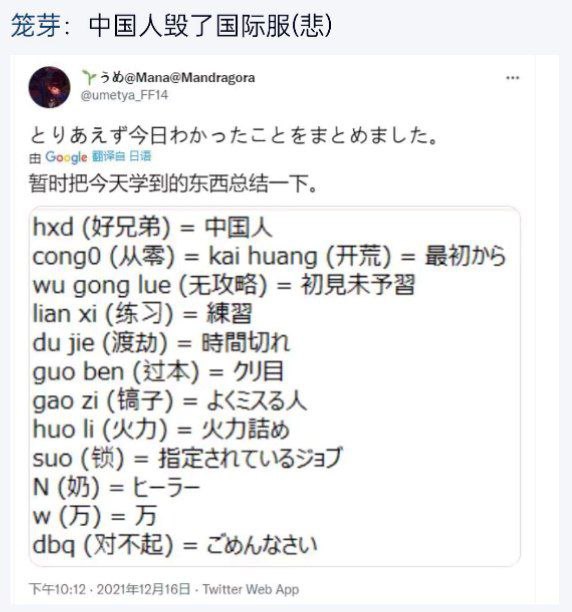 笼芽：中国人毁了国际服(悲)
うめ@Mana@Mandragora
@umetya_FF14
とりあえず今日わかったことをまとめました。
由 Google 翻译自 日语
暂时把今天学到的东西总结一下。
hxd (好兄弟) = 中国人
cong0 (从零) = kai huang (开荒) = 最初から
wu gong lue (无攻略) = 初見未予習
lian xi (练习) = 練習
du jie (渡劫) = 時間切れ
guo ben (过本) = クリ目
gao zi (镐子) = よくミスる人
huo li (火力) = 火力詰め
suo (锁) = 指定されているジョブ
N (奶) = ヒーラー
w (万) = 万
dbq (对不起) = ごめんなさい
下午10:12 · 2021年12月16日 · Twitter Web App